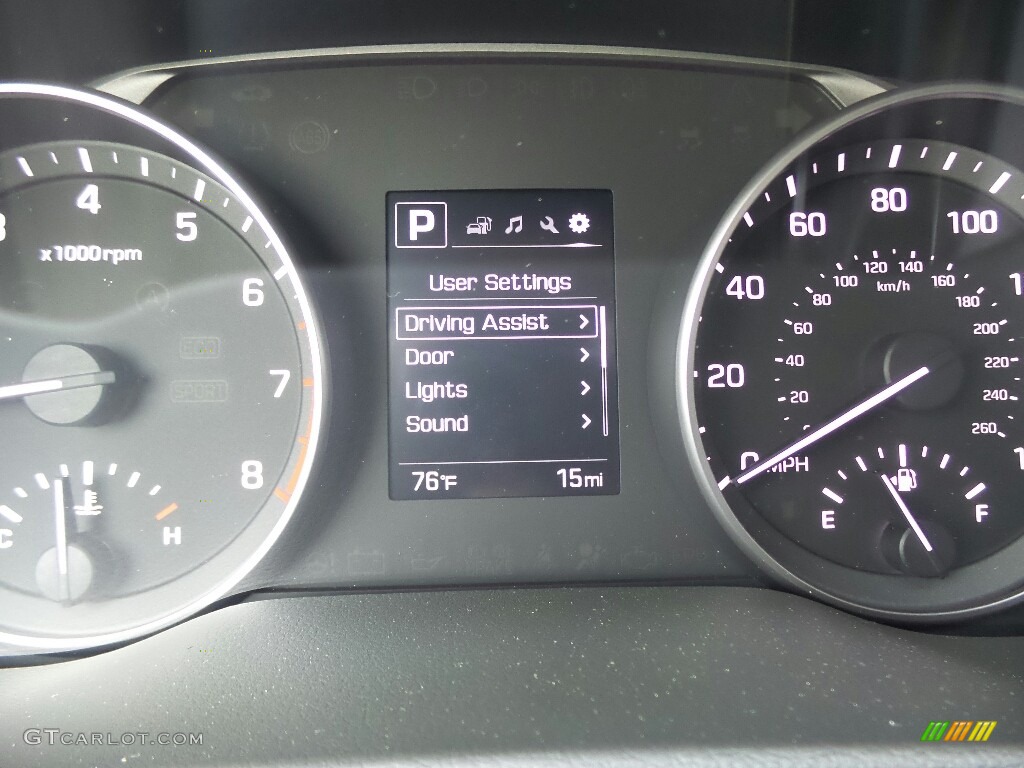 P
User Settings
Driving Assist
Door
Lights
Sound
76°F 15mi
3 4 5 6 7 8
x1000rpm
C H
0 20 40 60 80 100
MPH
20 40 60 80 100 120 140 160 180 200 220 240 260
km/h
E F
GTCARLOT.COM